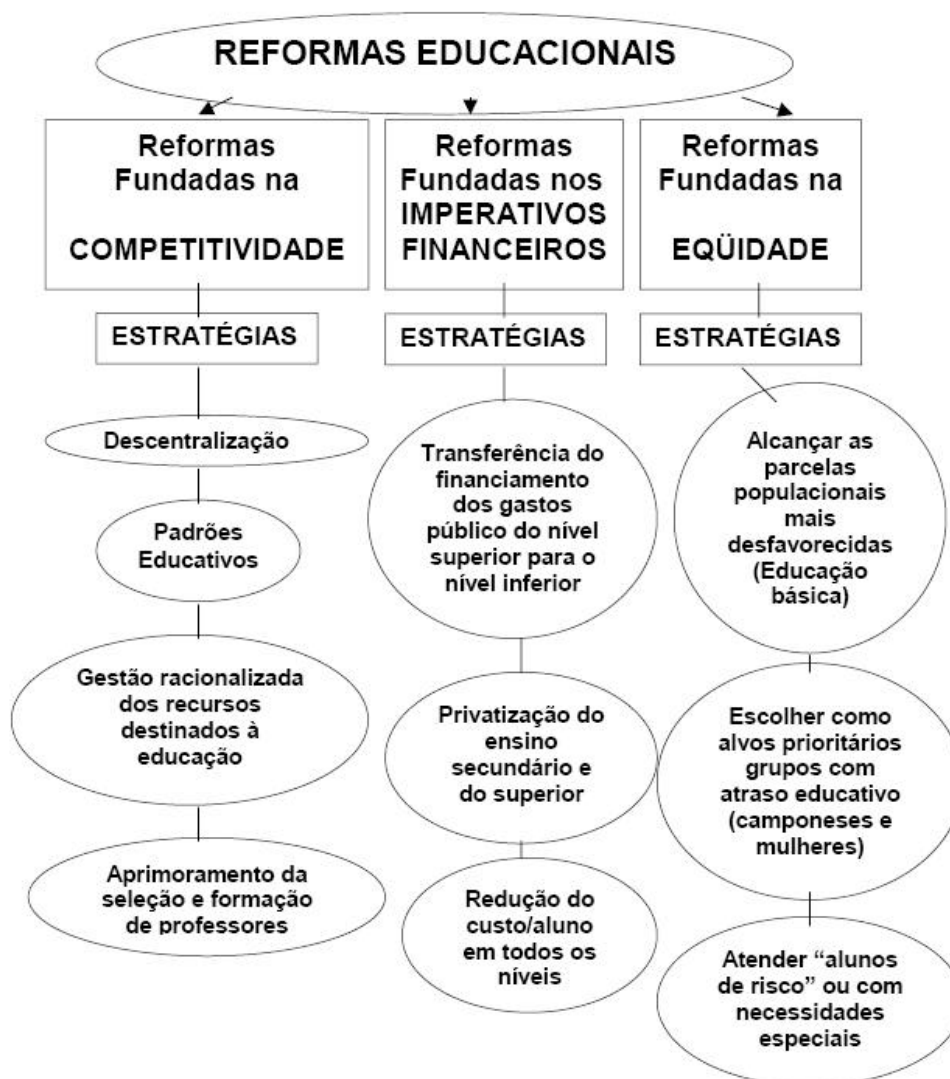 REFORMAS EDUCACIONAIS
Reformas
Fundadas na
COMPETITIVIDADE
Reformas
Fundadas nos
IMPERATIVOS
FINANCEIROS
Reformas
Fundadas na
EQÜIDADE
ESTRATÉGIAS
ESTRATÉGIAS
ESTRATÉGIAS
Descentralização
Padrões
Educativos
Gestão racionalizada
dos recursos
destinados à
educação
Aprimoramento da
seleção e formação
de professores
Transferência do
financiamento
dos gastos
público do nível
superior para o
nível inferior
Privatização do
ensino
secundário e
do superior
Redução do
custo/aluno
em todos os
níveis
Alcançar as
parcelas
populacionais
mais
desfavorecidas
(Educação
básica)
Escolher como
alvos prioritários
grupos com
atraso educativo
(camponeses e
mulheres)
Atender “alunos
de risco” ou com
necessidades
especiais